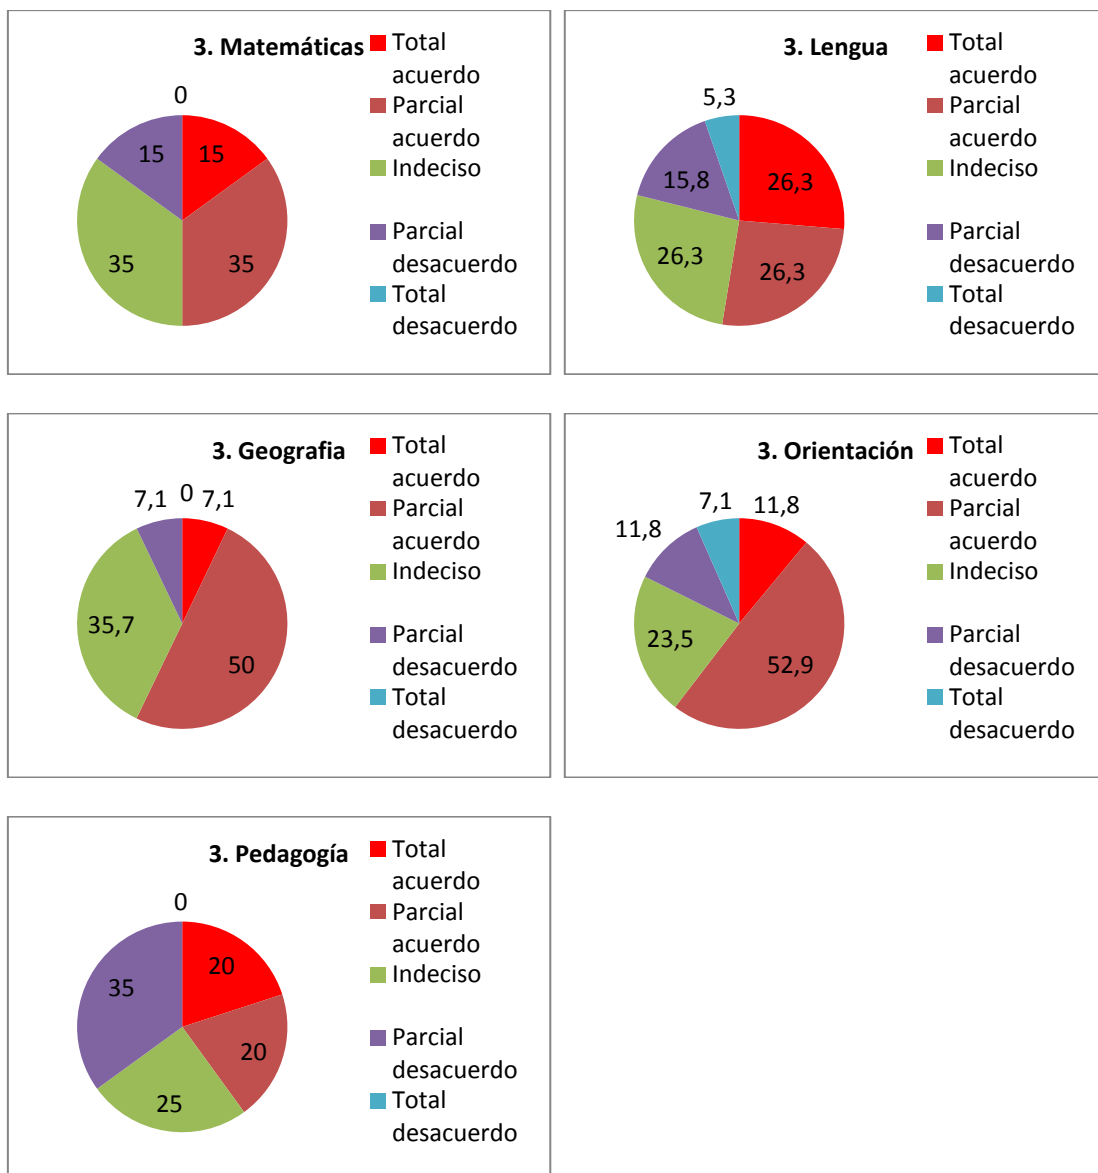 3. Matemáticas
0
15
15
35
35
Total
acuerdo
Parcial
acuerdo
Indeciso
Parcial
desacuerdo
Total
desacuerdo
3. Lengua
5,3
15,8
26,3
26,3
26,3
Total
acuerdo
Parcial
acuerdo
Indeciso
Parcial
desacuerdo
Total
desacuerdo
3. Geografia
7,1
0
7,1
35,7
50
Total
acuerdo
Parcial
acuerdo
Indeciso
Parcial
desacuerdo
Total
desacuerdo
3. Orientación
7,1
11,8
11,8
23,5
52,9
Total
acuerdo
Parcial
acuerdo
Indeciso
Parcial
desacuerdo
Total
desacuerdo
3. Pedagogía
0
20
35
20
25
Total
acuerdo
Parcial
acuerdo
Indeciso
Parcial
desacuerdo
Total
desacuerdo